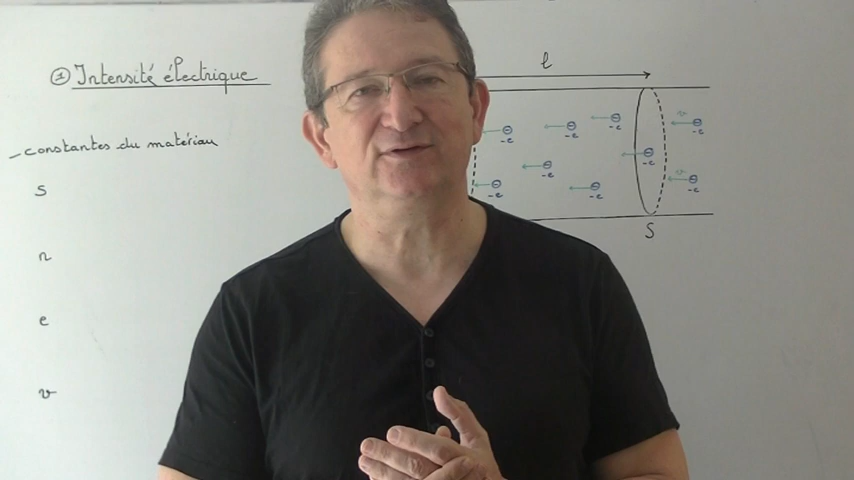 ① Intensité électrique
- constantes du matériau
S
n
e
v
l
-e -e -e v -e
-e -e
-e -e v -e
S